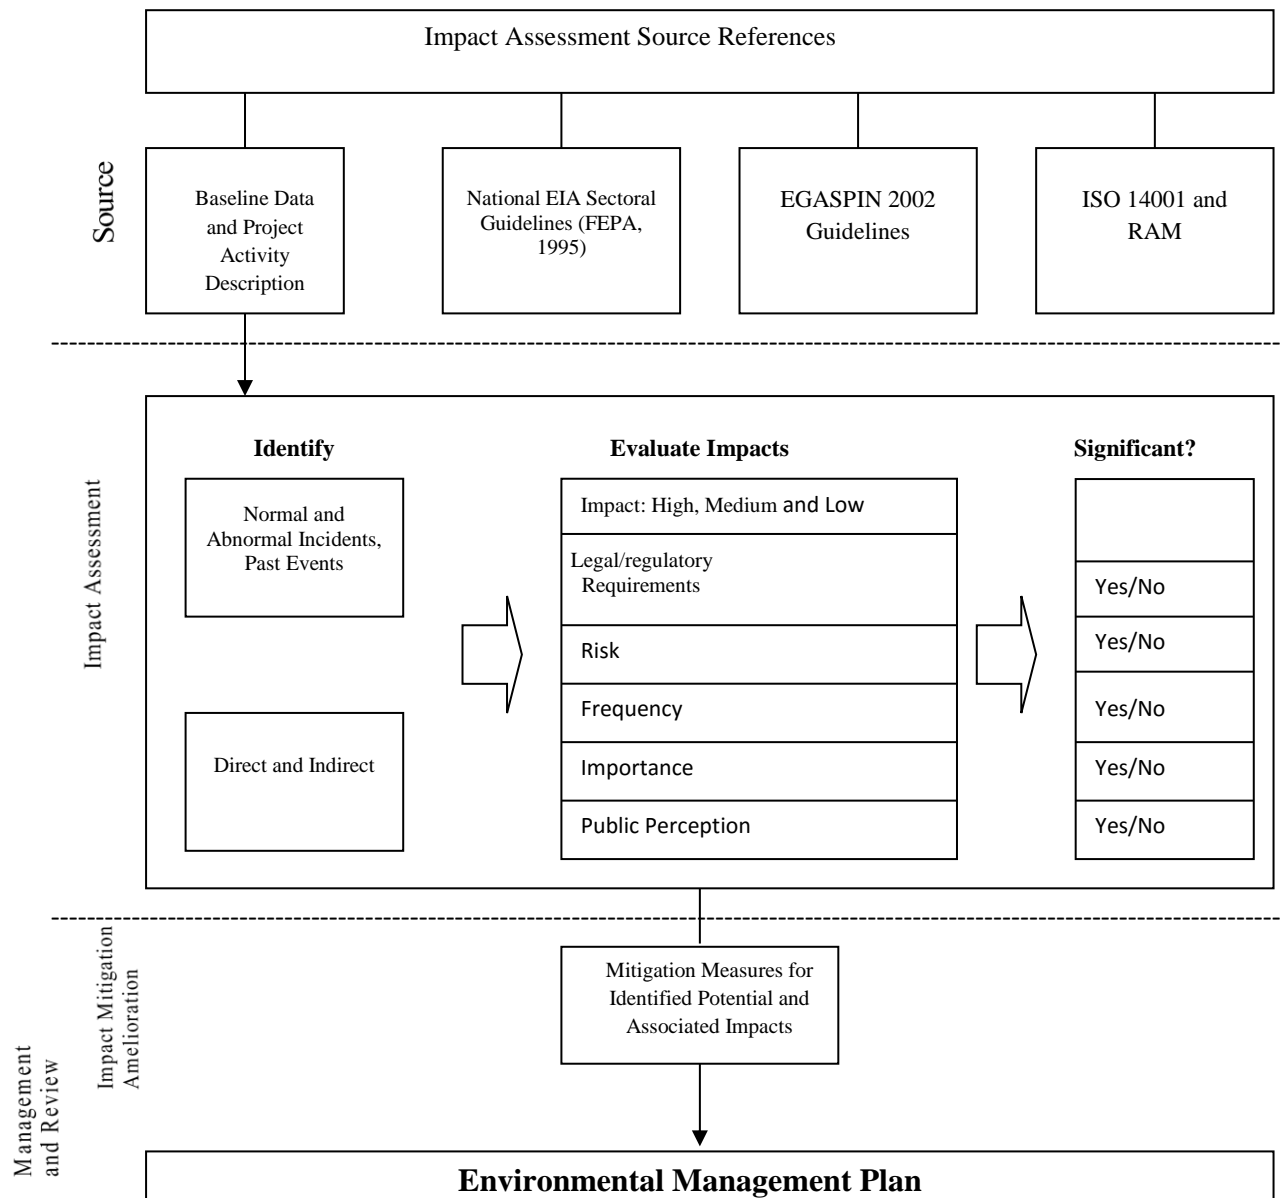 Impact Assessment Source References
Source
Baseline Data
and Project
Activity
Description
National EIA Sectoral
Guidelines (FEPA,
1995)
EGASPIN 2002
Guidelines
ISO 14001 and
RAM
Impact Assessment
Identify
Normal and
Abnormal Incidents,
Past Events
Direct and Indirect
Evaluate Impacts
Impact: High, Medium and Low
Legal/regulatory
Requirements
Risk
Frequency
Importance
Public Perception
Significant?
Yes/No
Yes/No
Yes/No
Yes/No
Yes/No
Impact Mitigation
Amelioration
Mitigation Measures for
Identified Potential and
Associated Impacts
Management
and Review
Environmental Management Plan